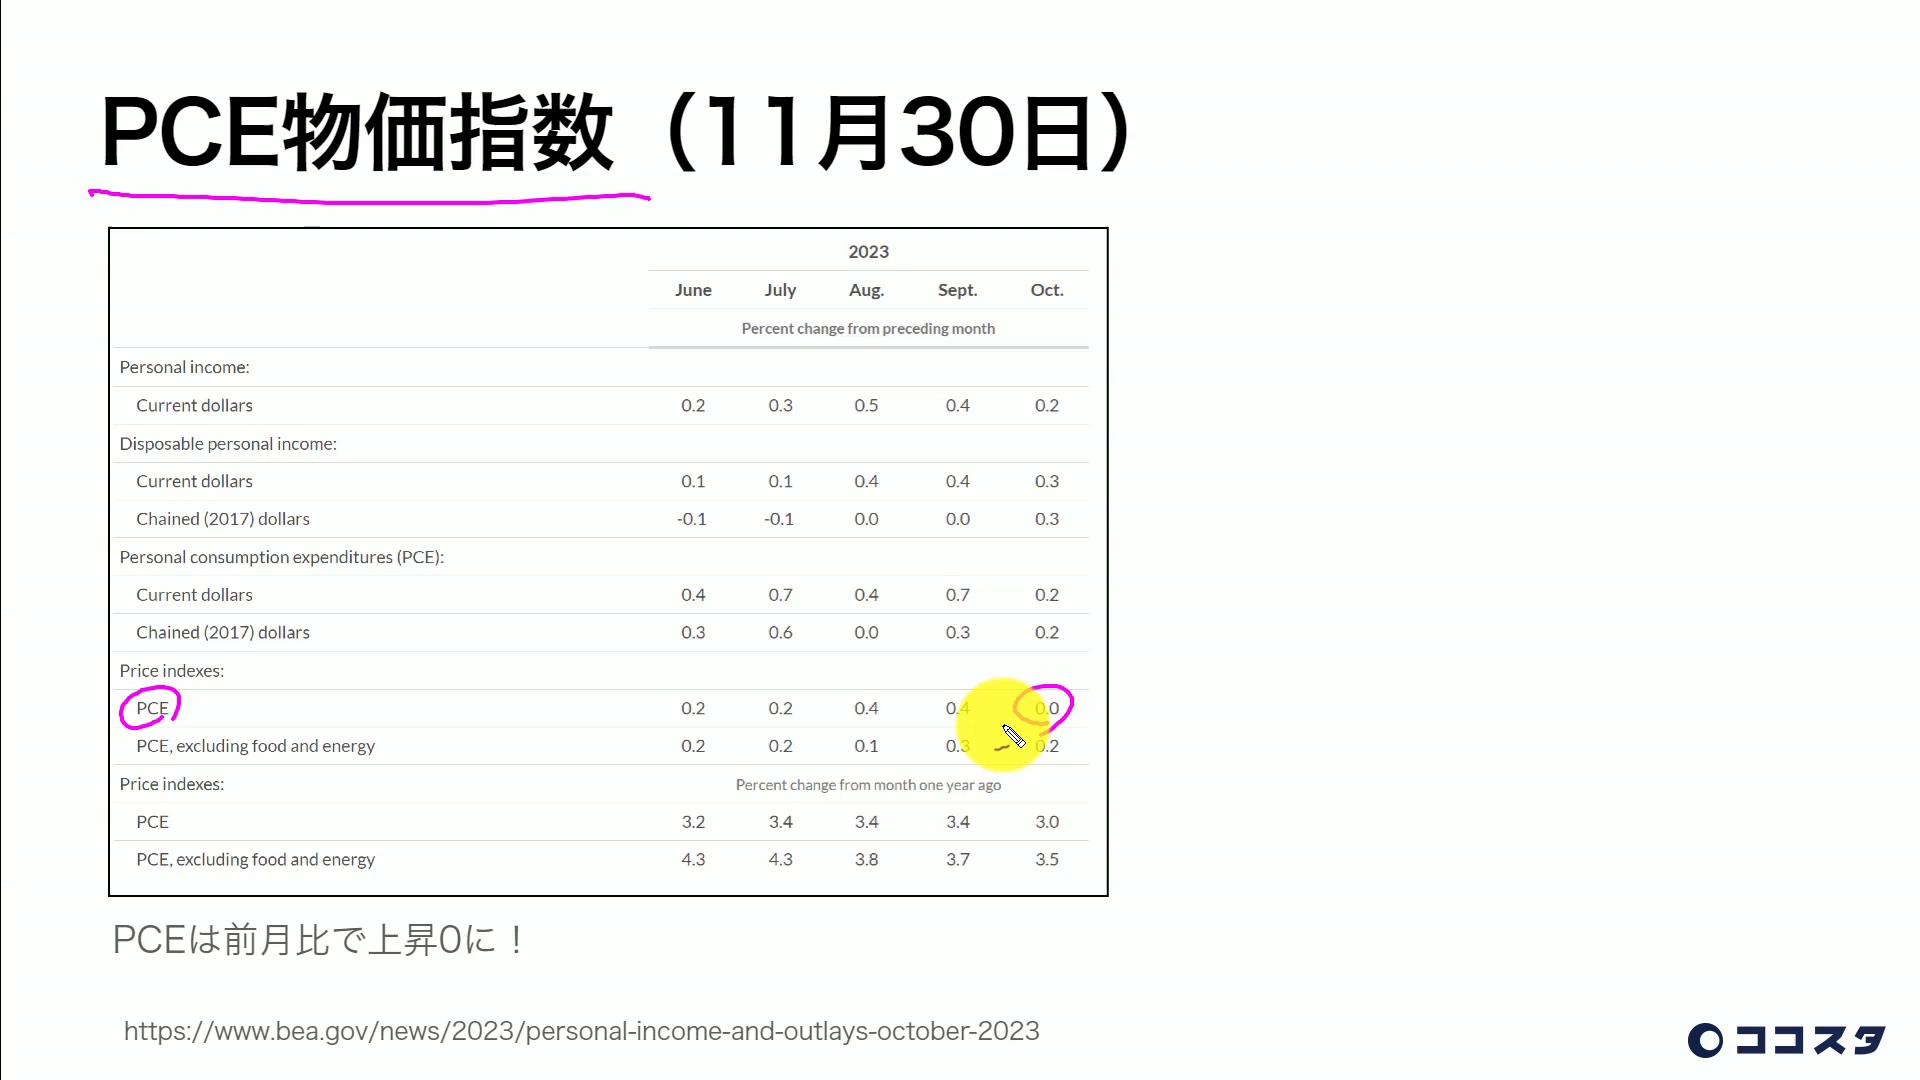 PCE物価指数（11月30日）
2023
June July Aug. Sept. Oct.
Percent change from preceding month
Personal income:
Current dollars 0.2 0.3 0.5 0.4 0.2
Disposable personal income:
Current dollars 0.1 0.1 0.4 0.4 0.3
Chained (2017) dollars -0.1 -0.1 0.0 0.0 0.3
Personal consumption expenditures (PCE):
Current dollars 0.4 0.7 0.4 0.7 0.2
Chained (2017) dollars 0.3 0.6 0.0 0.3 0.2
Price indexes:
PCE 0.2 0.2 0.4 0.4 0.0
PCE, excluding food and energy 0.2 0.2 0.1 0.3 0.2
Price indexes: Percent change from month one year ago
PCE 3.2 3.4 3.4 3.4 3.0
PCE, excluding food and energy 4.3 4.3 3.8 3.7 3.5
PCEは前月比で上昇0に！
https://www.bea.gov/news/2023/personal-income-and-outlays-october-2023
ココスタ